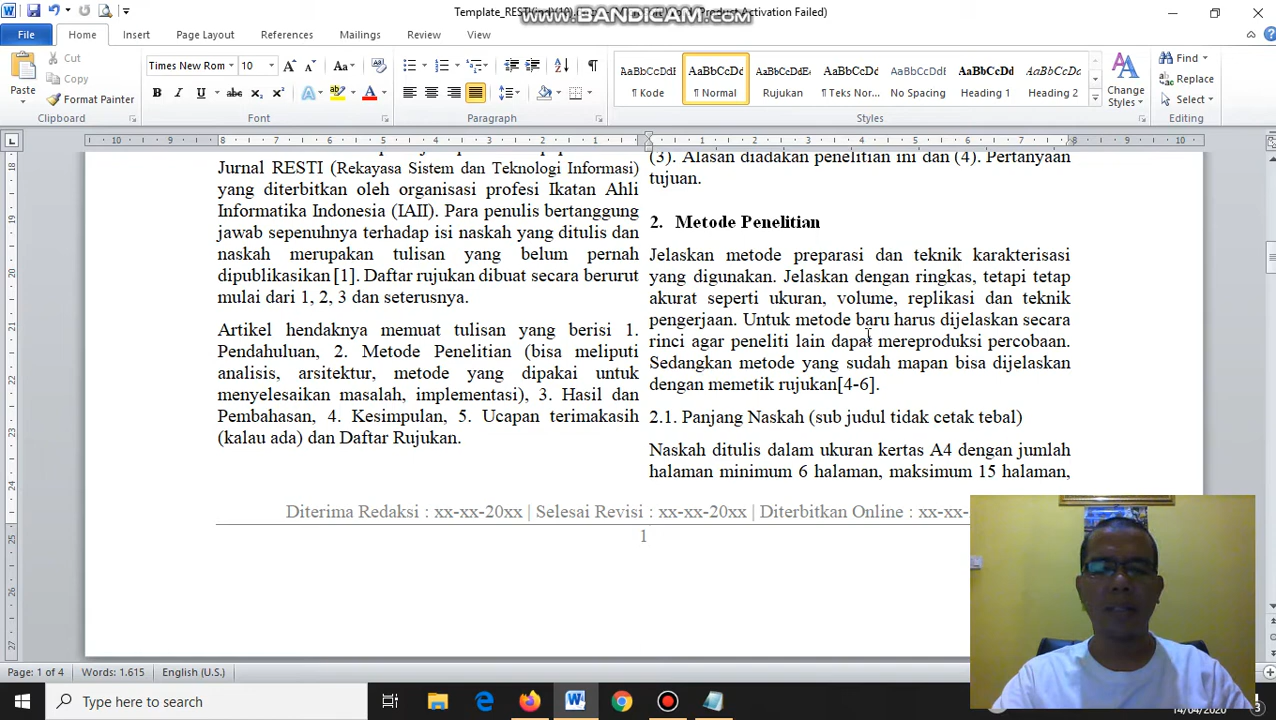 Template_RESTI
Product Activation Failed)
www.BANDICAM.com
File Home Insert Page Layout References Mailings Review View
Cut
Copy
Format Painter
Paste
Clipboard
Times New Rom 10
Font
Paragraph
AaBbCcDdE AaBbCcDd AaBbCcDdE AaBbCcDd AaBbCcDd AaBbCcDd AaBbCcDd
¶ Kode ¶ Normal Rujukan ¶ Teks Nor... No Spacing Heading 1 Heading 2
Change Styles
Styles
Find
Replace
Select
Editing
Jurnal RESTI (Rekayasa Sistem dan Teknologi Informasi)
yang diterbitkan oleh organisasi profesi Ikatan Ahli
Informatika Indonesia (IAII). Para penulis bertanggung
jawab sepenuhnya terhadap isi naskah yang ditulis dan
naskah merupakan tulisan yang belum pernah
dipublikasikan [1]. Daftar rujukan dibuat secara berurut
mulai dari 1, 2, 3 dan seterusnya.
Artikel hendaknya memuat tulisan yang berisi 1.
Pendahuluan, 2. Metode Penelitian (bisa meliputi
analisis, arsitektur, metode yang dipakai untuk
menyelesaikan masalah, implementasi), 3. Hasil dan
Pembahasan, 4. Kesimpulan, 5. Ucapan terimakasih
(kalau ada) dan Daftar Rujukan.
(3). Alasan diadakan penelitian ini dan (4). Pertanyaan
tujuan.
2. Metode Penelitian
Jelaskan metode preparasi dan teknik karakterisasi
yang digunakan. Jelaskan dengan ringkas, tetapi tetap
akurat seperti ukuran, volume, replikasi dan teknik
pengerjaan. Untuk metode baru harus dijelaskan secara
rinci agar peneliti lain dapat mereproduksi percobaan.
Sedangkan metode yang sudah mapan bisa dijelaskan
dengan memetik rujukan[4-6].
2.1. Panjang Naskah (sub judul tidak cetak tebal)
Naskah ditulis dalam ukuran kertas A4 dengan jumlah
halaman minimum 6 halaman, maksimum 15 halaman,
Diterima Redaksi : xx-xx-20xx | Selesai Revisi : xx-xx-20xx | Diterbitkan Online : xx-xx-
1
Page: 1 of 4 Words: 1.615 English (U.S.)
Type here to search
14/04/2020